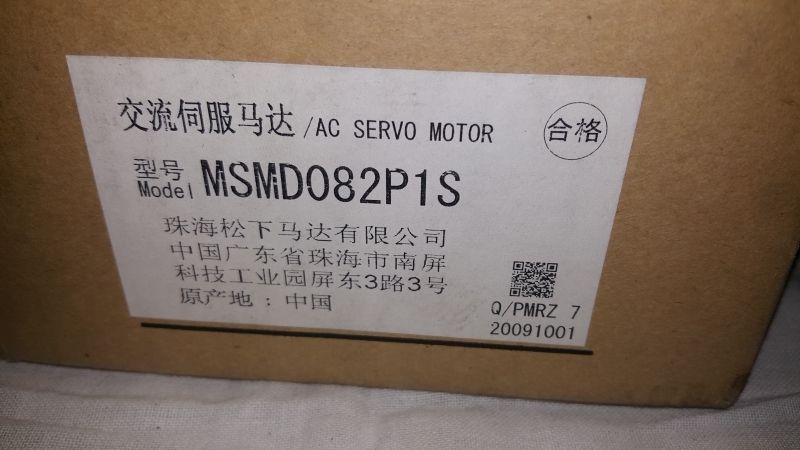 交流伺服马达/AC SERVO MOTOR
合格
型号
Model MSMD082P1S
珠海松下马达有限公司
中国广东省珠海市南屏
科技工业园屏东3路3号
原产地：中国
Q/PMRZ 7
20091001